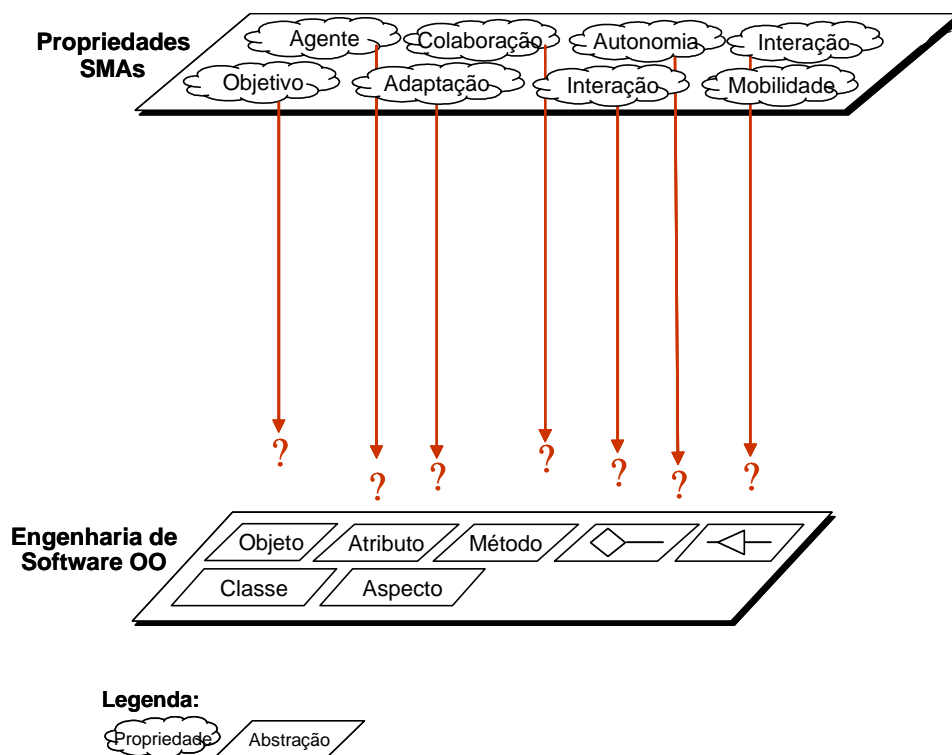 Propriedades
SMAs
Agente
Colaboração
Autonomia
Interação
Objetivo
Adaptação
Interação
Mobilidade
?
?
?
?
?
?
?
Engenharia de
Software OO
Objeto
Atributo
Método
Classe
Aspecto
Legenda:
Propriedade
Abstração